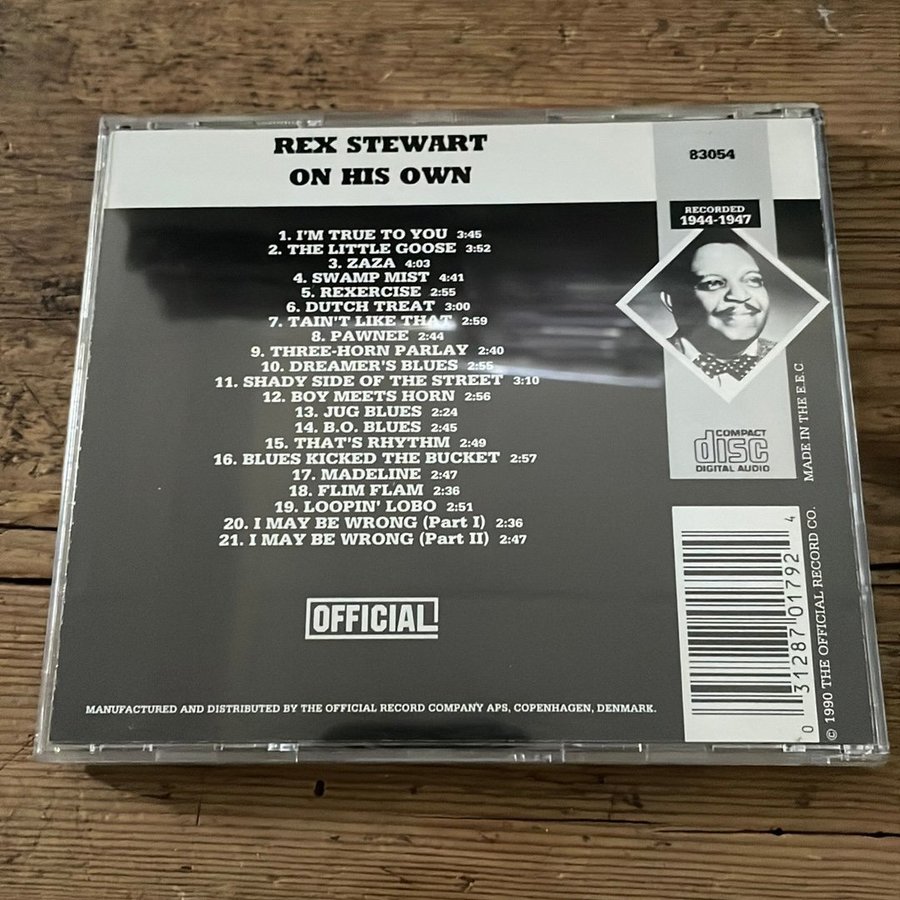 REX STEWART
ON HIS OWN
83054
RECORDED
1944-1947
1. I'M TRUE TO YOU 3:45
2. THE LITTLE GOOSE 3:52
3. ZAZA 4:03
4. SWAMP MIST 4:41
5. REXERCISE 2:55
6. DUTCH TREAT 3:00
7. TAIN'T LIKE THAT 2:59
8. PAWNEE 2:44
9. THREE-HORN PARLAY 2:40
10. DREAMER'S BLUES 2:55
11. SHADY SIDE OF THE STREET 3:10
12. BOY MEETS HORN 2:56
13. JUG BLUES 2:24
14. B.O. BLUES 2:45
15. THAT'S RHYTHM 2:49
16. BLUES KICKED THE BUCKET 2:57
17. MADELINE 2:47
18. FLIM FLAM 2:36
19. LOOPIN' LOBO 2:51
20. I MAY BE WRONG (Part I) 2:36
21. I MAY BE WRONG (Part II) 2:47
COMPACT
disc
DIGITAL AUDIO
MADE IN THE E.E.C
OFFICIAL
0 31287 01792 4
© 1990 THE OFFICIAL RECORD CO.
MANUFACTURED AND DISTRIBUTED BY THE OFFICIAL RECORD COMPANY APS, COPENHAGEN, DENMARK.